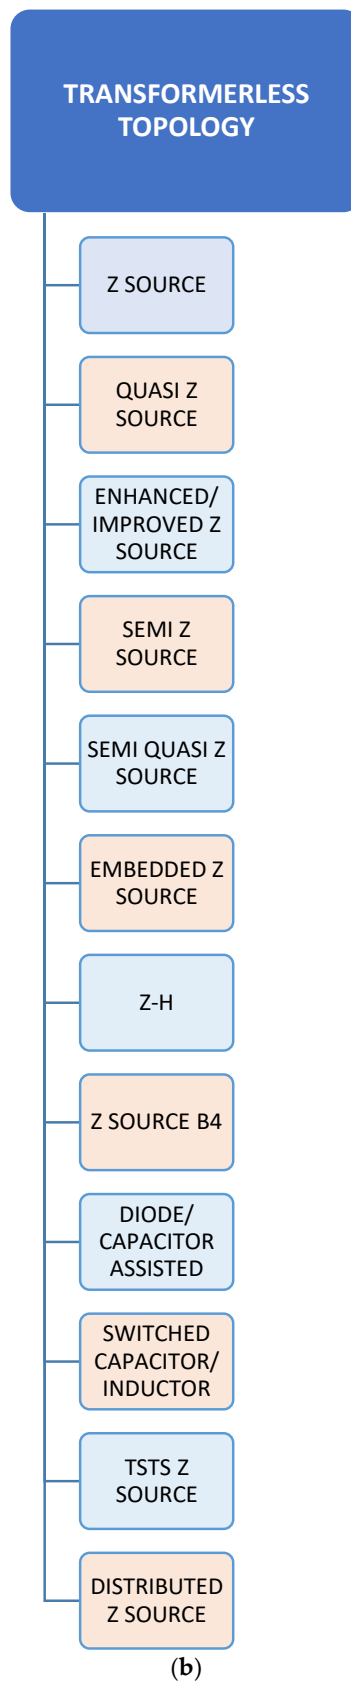 TRANSFORMERLESS
TOPOLOGY
Z SOURCE
QUASI Z
SOURCE
ENHANCED/
IMPROVED Z
SOURCE
SEMI Z
SOURCE
SEMI QUASI Z
SOURCE
EMBEDDED Z
SOURCE
Z-H
Z SOURCE B4
DIODE/
CAPACITOR
ASSISTED
SWITCHED
CAPACITOR/
INDUCTOR
TSTS Z
SOURCE
DISTRIBUTED
Z SOURCE
(b)